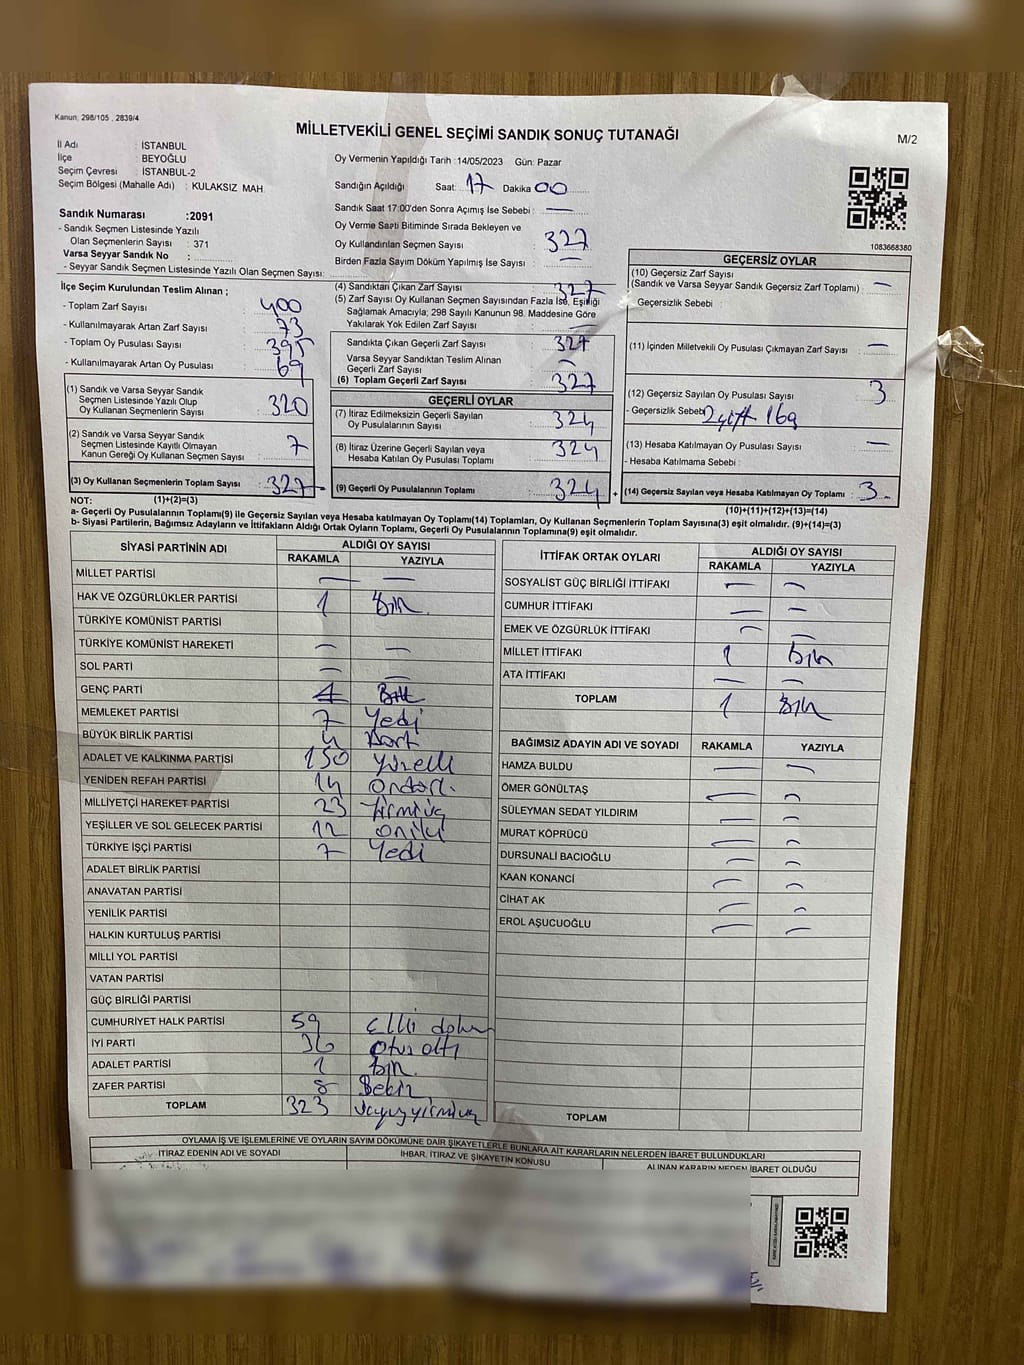 Kanun, 298/105 , 2839/4
MİLLETVEKİLİ GENEL SEÇİMİ SANDIK SONUÇ TUTANAĞI
M/2
İl Adı : İSTANBUL
İlçe : BEYOĞLU
Seçim Çevresi : İSTANBUL-2
Seçim Bölgesi (Mahalle Adı) : KULAKSIZ MAH.
Oy Vermenin Yapıldığı Tarih :14/05/2023 Gün: Pazar
Sandığın Açıldığı Saat: 17 Dakika 00
Sandık Saat 17:00'den Sonra Açımış İse Sebebi : —
Oy Verme Saati Bitiminde Sırada Bekleyen ve
Oy Kullandırılan Seçmen Sayısı : 327
Birden Fazla Sayım Döküm Yapılmış İse Sayısı : —
1083668380
Sandık Numarası :2091
- Sandık Seçmen Listesinde Yazılı
Olan Seçmenlerin Sayısı : 371
Varsa Seyyar Sandık No :
- Seyyar Sandık Seçmen Listesinde Yazılı Olan Seçmen Sayısı:
İlçe Seçim Kurulundan Teslim Alınan ;
- Toplam Zarf Sayısı : 400
- Kullanılmayarak Artan Zarf Sayısı : 73
- Toplam Oy Pusulası Sayısı : 395
- Kullanılmayarak Artan Oy Pusulası : 69
(1) Sandık ve Varsa Seyyar Sandık
Seçmen Listesinde Yazılı Olup
Oy Kullanan Seçmenlerin Sayısı : 320
(2) Sandık ve Varsa Seyyar Sandık
Seçmen Listesinde Kayıtlı Olmayan
Kanun Gereği Oy Kullanan Seçmen Sayısı : 7
(3) Oy Kullanan Seçmenlerin Toplam Sayısı : 327
(4) Sandıktan Çıkan Zarf Sayısı : 327
(5) Zarf Sayısı Oy Kullanan Seçmen Sayısından Fazla İse, Eşitliği
Sağlamak Amacıyla; 298 Sayılı Kanunun 98. Maddesine Göre
Yakılarak Yok Edilen Zarf Sayısı : —
Sandıkta Çıkan Geçerli Zarf Sayısı : 327
Varsa Seyyar Sandıktan Teslim Alınan
Geçerli Zarf Sayısı : —
(6) Toplam Geçerli Zarf Sayısı : 327
GEÇERLİ OYLAR
(7) İtiraz Edilmeksizin Geçerli Sayılan
Oy Pusulalarının Sayısı : 324
(8) İtiraz Üzerine Geçerli Sayılan veya
Hesaba Katılan Oy Pusulası Toplamı : 324
(9) Geçerli Oy Pusulalarının Toplamı : 324
GEÇERSİZ OYLAR
(10) Geçersiz Zarf Sayısı
(Sandık ve Varsa Seyyar Sandık Geçersiz Zarf Toplamı) : —
- Geçersizlik Sebebi :
(11) İçinden Milletvekili Oy Pusulası Çıkmayan Zarf Sayısı : —
(12) Geçersiz Sayılan Oy Pusulası Sayısı : 3
- Geçersizlik Sebebi
(13) Hesaba Katılmayan Oy Pusulası Sayısı : —
- Hesaba Katılmama Sebebi :
+ (14) Geçersiz Sayılan veya Hesaba Katılmayan Oy Toplamı : 3
NOT: (1)+(2)=(3)
(10)+(11)+(12)+(13)=(14)
a- Geçerli Oy Pusulalarının Toplamı(9) ile Geçersiz Sayılan veya Hesaba katılmayan Oy Toplamı(14) Toplamları, Oy Kullanan Seçmenlerin Toplam Sayısına(3) eşit olmalıdır. (9)+(14)=(3)
b- Siyasi Partilerin, Bağımsız Adayların ve İttifakların Aldığı Ortak Oyların Toplamı, Geçerli Oy Pusulalarının Toplamına(9) eşit olmalıdır.
SİYASİ PARTİNİN ADI ALDIĞI OY SAYISI
RAKAMLA YAZIYLA
MİLLET PARTİSİ — —
HAK VE ÖZGÜRLÜKLER PARTİSİ 1 Bir
TÜRKİYE KOMÜNİST PARTİSİ
TÜRKİYE KOMÜNİST HAREKETİ — —
SOL PARTİ — —
GENÇ PARTİ
MEMLEKET PARTİSİ 7 Yedi
BÜYÜK BİRLİK PARTİSİ 4 Dört
ADALET VE KALKINMA PARTİSİ 150 Yüzelli
YENİDEN REFAH PARTİSİ 14 Ondört.
MİLLİYETÇİ HAREKET PARTİSİ 23 Yirmiüç
YEŞİLLER VE SOL GELECEK PARTİSİ 12 oniki
TÜRKİYE İŞÇİ PARTİSİ 7 Yedi
ADALET BİRLİK PARTİSİ
ANAVATAN PARTİSİ
YENİLİK PARTİSİ
HALKIN KURTULUŞ PARTİSİ
MİLLİ YOL PARTİSİ
VATAN PARTİSİ
GÜÇ BİRLİĞİ PARTİSİ
CUMHURİYET HALK PARTİSİ 59 Elli dokuz
İYİ PARTİ 36 otuz altı
ADALET PARTİSİ 1 bir.
ZAFER PARTİSİ 8 Sekiz
TOPLAM 323 üçyüzyirmiüç
İTTİFAK ORTAK OYLARI ALDIĞI OY SAYISI
RAKAMLA YAZIYLA
SOSYALİST GÜÇ BİRLİĞİ İTTİFAKI — —
CUMHUR İTTİFAKI — —
EMEK VE ÖZGÜRLÜK İTTİFAKI — —
MİLLET İTTİFAKI 1 bir
ATA İTTİFAKI — —
TOPLAM 1 Bir
BAĞIMSIZ ADAYIN ADI VE SOYADI RAKAMLA YAZIYLA
HAMZA BULDU — —
ÖMER GÖNÜLTAŞ — —
SÜLEYMAN SEDAT YILDIRIM — —
MURAT KÖPRÜCÜ — —
DURSUNALİ BACIOĞLU — —
KAAN KONANCİ — —
CİHAT AK — —
EROL AŞUCUOĞLU — —
TOPLAM
OYLAMA İŞ VE İŞLEMLERİNE VE OYLARIN SAYIM DÖKÜMÜNE DAİR ŞİKAYETLERLE BUNLARA AİT KARARLARIN NELERDEN İBARET BULUNDUKLARI
İTİRAZ EDENİN ADI VE SOYADI İHBAR, İTİRAZ VE ŞİKAYETİN KONUSU ALINAN KARARIN NEDEN İBARET OLDUĞU